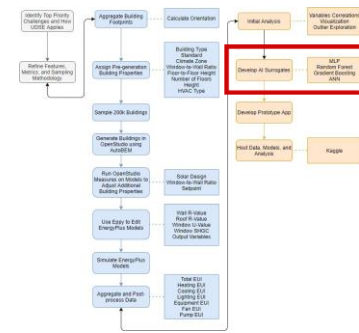 Identify Top Priority
Challenges and How
UDSE Applies
Refine Features,
Metrics, and Sampling
Methodology
Aggregate Building
Footprints
Calculate Orientation
Assign Pre-generation
Building Properties
Building Type
Standard
Climate Zone
Window-to-Wall Ratio
Floor-to-Floor Height
Number of Floors
Height
HVAC Type
Sample 200k Buildings
Generate Buildings in
OpenStudio using
AutoBEM
Run OpenStudio
Measures on Models to
Adjust Additional
Building Properties
Solar Design
Window-to-Wall Ratio
Setpoint
Use Eppy to Edit
EnergyPlus Models
Wall R-Value
Roof R-Value
Window U-Value
Window SHGC
Output Variables
Simulate EnergyPlus
Models
Aggregate and Post-
process Data
Total EUI
Heating EUI
Cooling EUI
Lighting EUI
Equipment EUI
Fan EUI
Pump EUI
Initial Analysis
Variables Correlations
Visualization
Outlier Exploration
Develop AI Surrogates
MLP
Random Forest
Gradient Boosting
ANN
Develop Prototype App
Host Data, Models, and
Analysis
Kaggle